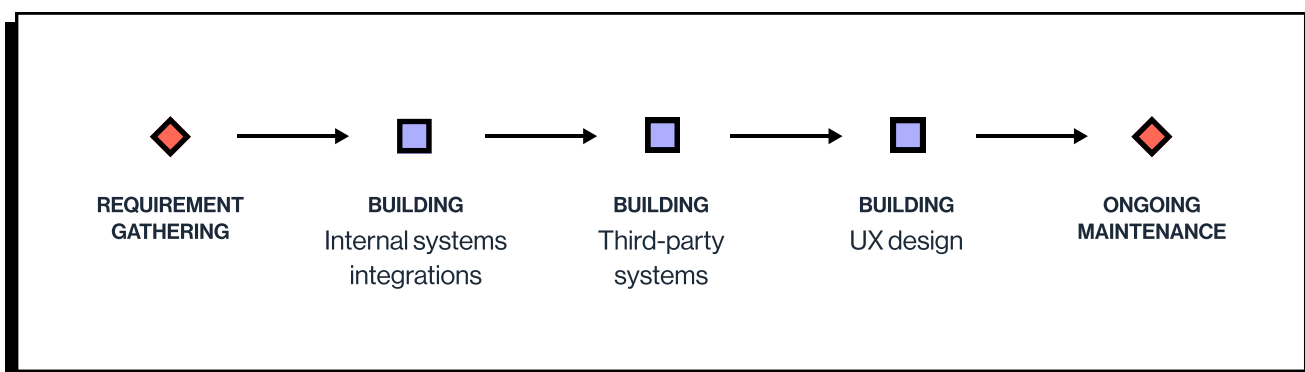 REQUIREMENT
GATHERING
BUILDING
Internal systems
integrations
BUILDING
Third-party
systems
BUILDING
UX design
ONGOING
MAINTENANCE